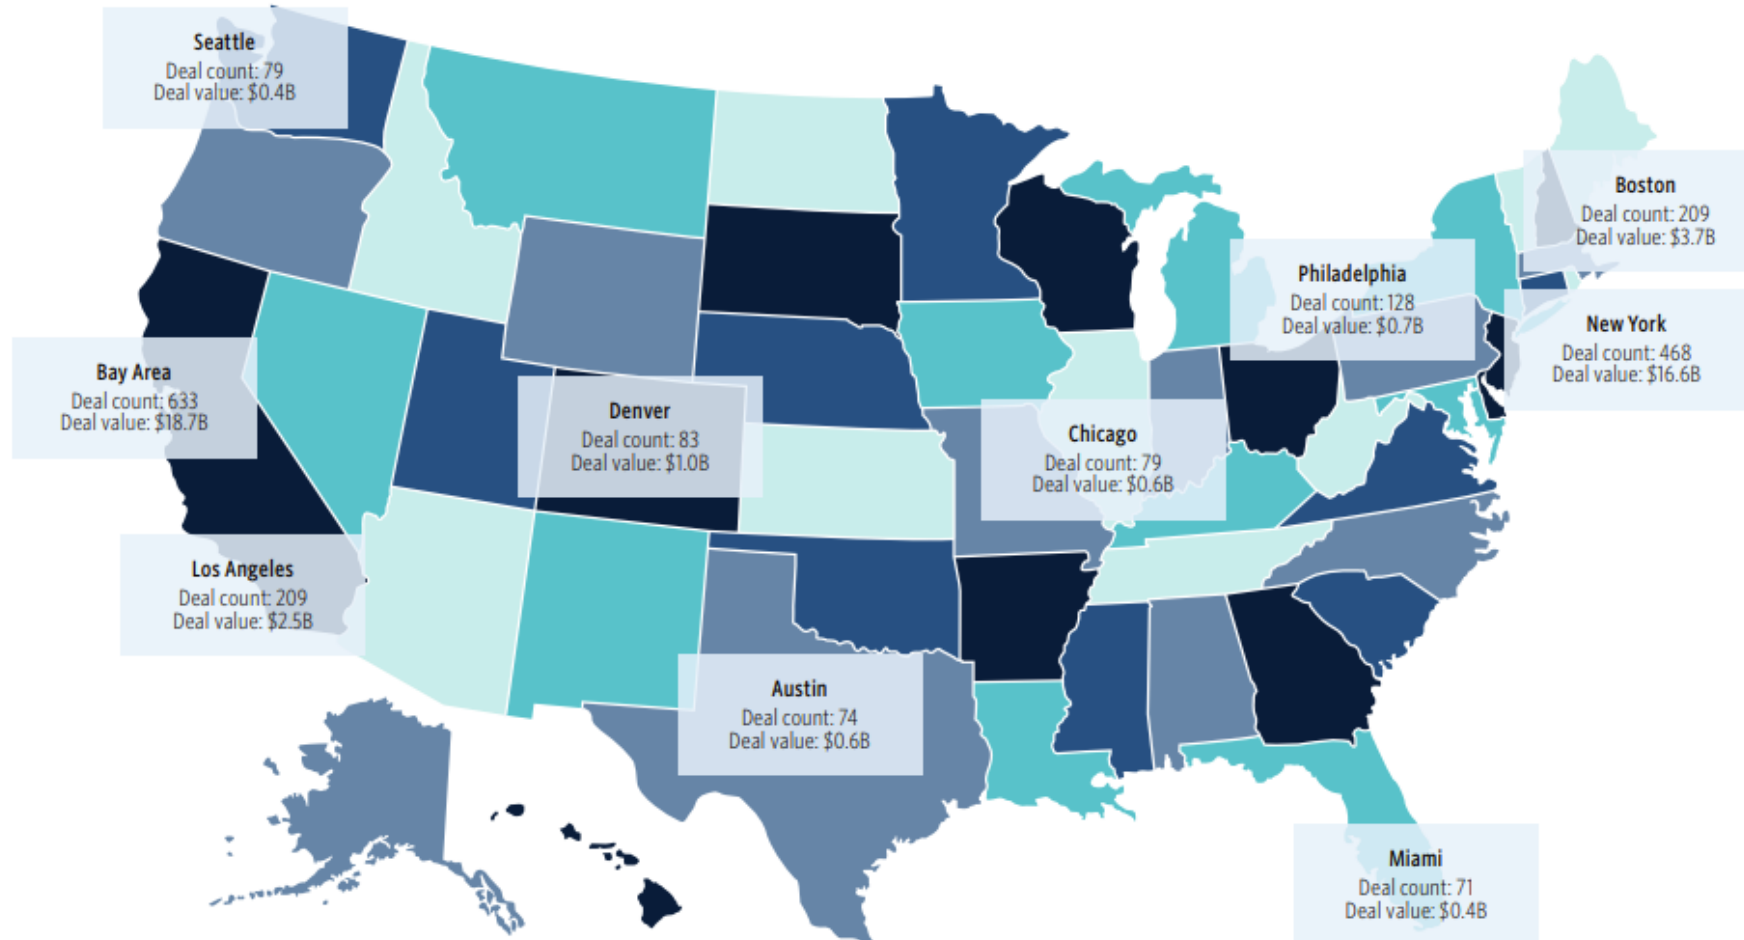 Seattle
Deal count: 79
Deal value: $0.4B
Boston
Deal count: 209
Deal value: $3.7B
Philadelphia
Deal count: 128
Deal value: $0.7B
New York
Deal count: 468
Deal value: $16.6B
Bay Area
Deal count: 633
Deal value: $18.7B
Denver
Deal count: 83
Deal value: $1.0B
Chicago
Deal count: 79
Deal value: $0.6B
Los Angeles
Deal count: 209
Deal value: $2.5B
Austin
Deal count: 74
Deal value: $0.6B
Miami
Deal count: 71
Deal value: $0.4B